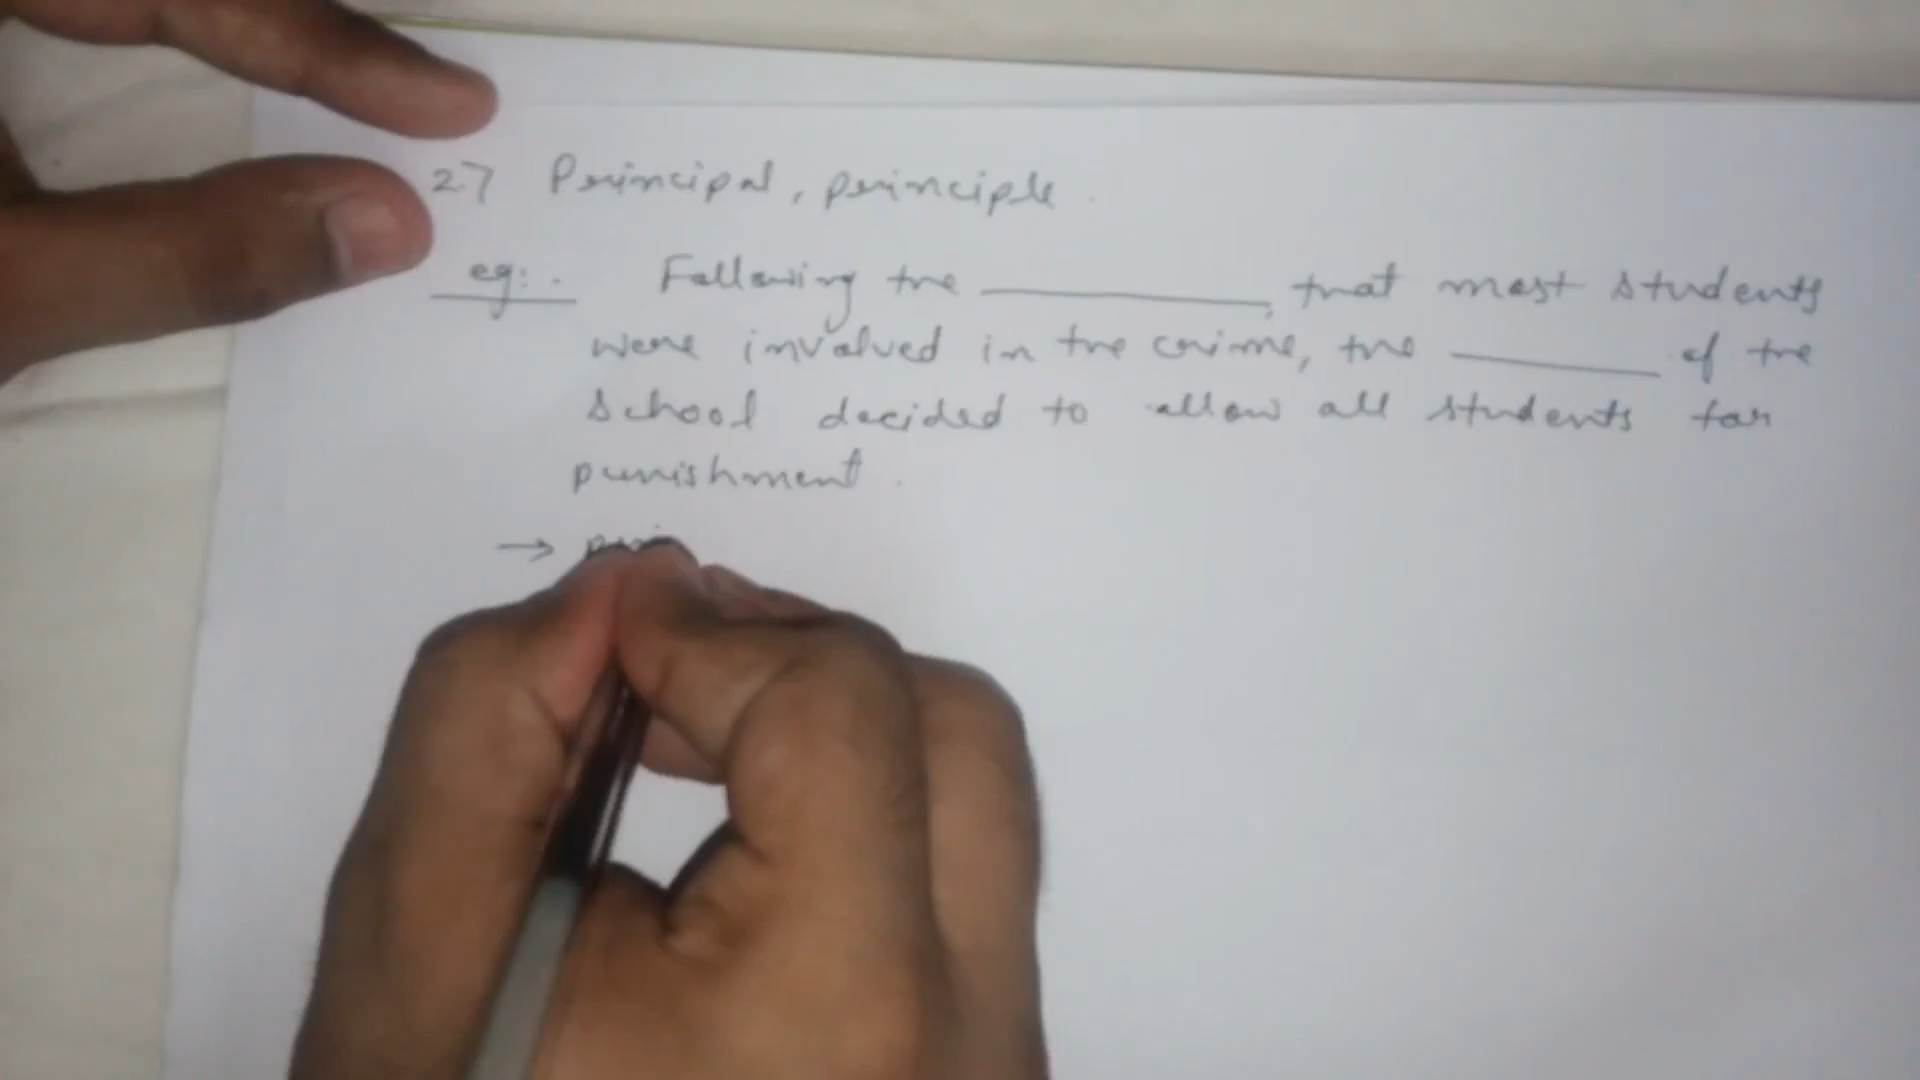 27 Principal, principle.
eg:. Following the ________, that most students
were involved in the crime, the ________ of the
school decided to allow all students for
punishment.
→ pri